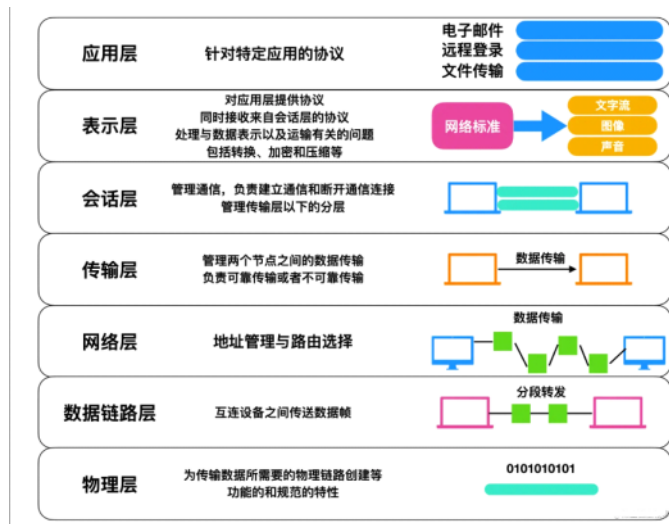 应用层
针对特定应用的协议
电子邮件
远程登录
文件传输
表示层
对应用层提供协议
同时接收来自会话层的协议
处理与数据表示以及运输有关的问题
包括转换、加密和压缩等
网络标准
文字流
图像
声音
会话层
管理通信，负责建立通信和断开通信连接
管理传输层以下的分层
传输层
管理两个节点之间的数据传输
负责可靠传输或者不可靠传输
数据传输
网络层
地址管理与路由选择
数据传输
数据链路层
互连设备之间传送数据帧
分段转发
物理层
为传输数据所需要的物理链路创建等
功能的和规范的特性
0101010101